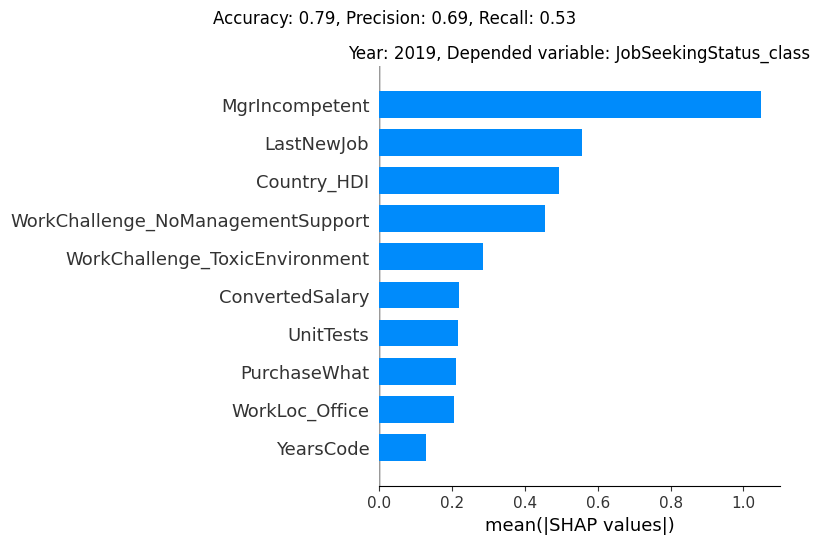 Accuracy: 0.79, Precision: 0.69, Recall: 0.53
Year: 2019, Depended variable: JobSeekingStatus_class
MgrIncompetent
LastNewJob
Country_HDI
WorkChallenge_NoManagementSupport
WorkChallenge_ToxicEnvironment
ConvertedSalary
UnitTests
PurchaseWhat
WorkLoc_Office
YearsCode
0.0 0.2 0.4 0.6 0.8 1.0
mean(|SHAP values|)